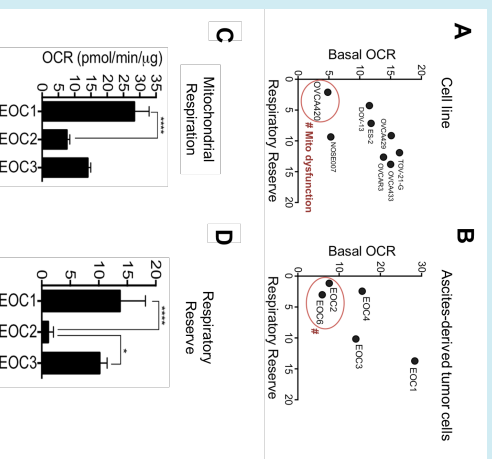 A
Cell line
Basal OCR
20
15
10
5
0
TOV-21-G
OVCA433
OVCA429
OVCAR3
ES-2
DOV-13
NOSE007
OVCA420
# Mito dysfunction
0 5 10 15 20
Respiratory Reserve
B
Ascites-derived tumor cells
Basal OCR
30
20
10
0
EOC1
EOC4
EOC3
EOC2
EOC6
#
0 5 10 15 20
Respiratory Reserve
C
Mitochondrial
Respiration
OCR (pmol/min/μg)
35
30
25
20
15
10
5
0
****
EOC1
EOC2
EOC3
D
Respiratory
Reserve
20
15
10
5
0
****
*
EOC1
EOC2
EOC3